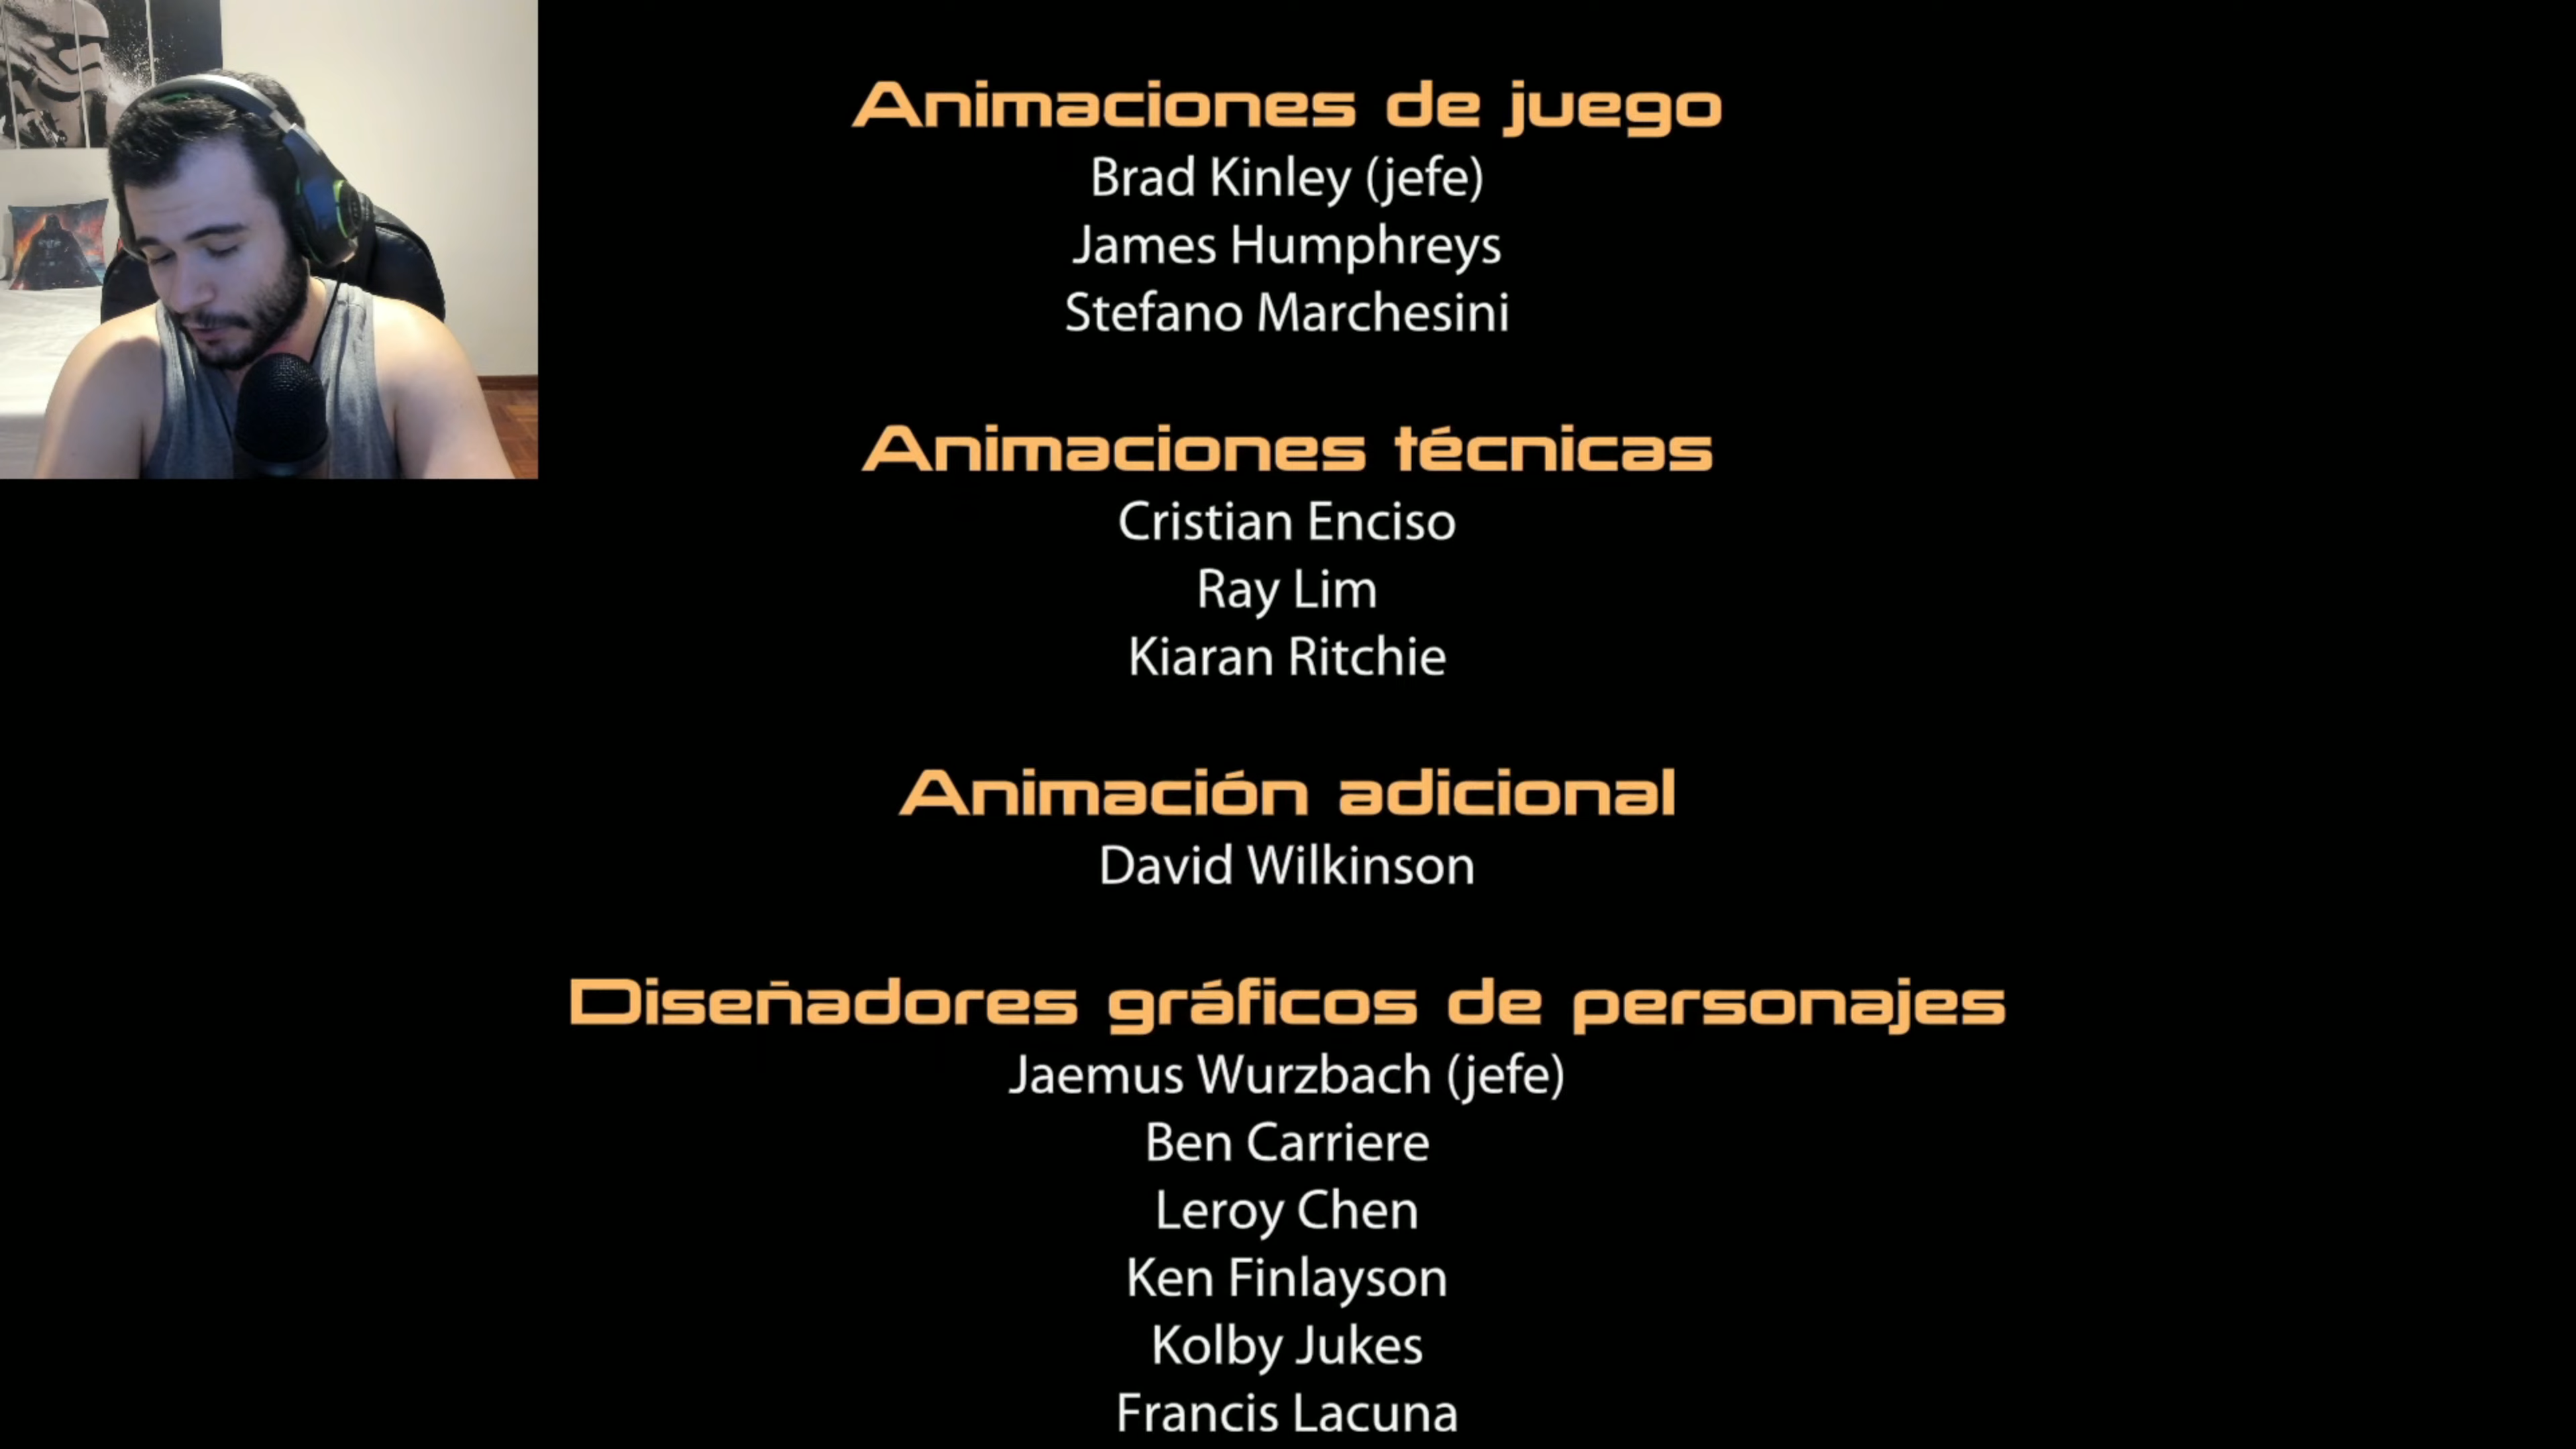 Animaciones de juego
Brad Kinley (jefe)
James Humphreys
Stefano Marchesini
Animaciones técnicas
Cristian Enciso
Ray Lim
Kiaran Ritchie
Animación adicional
David Wilkinson
Diseñadores gráficos de personajes
Jaemus Wurzbach (jefe)
Ben Carriere
Leroy Chen
Ken Finlayson
Kolby Jukes
Francis Lacuna